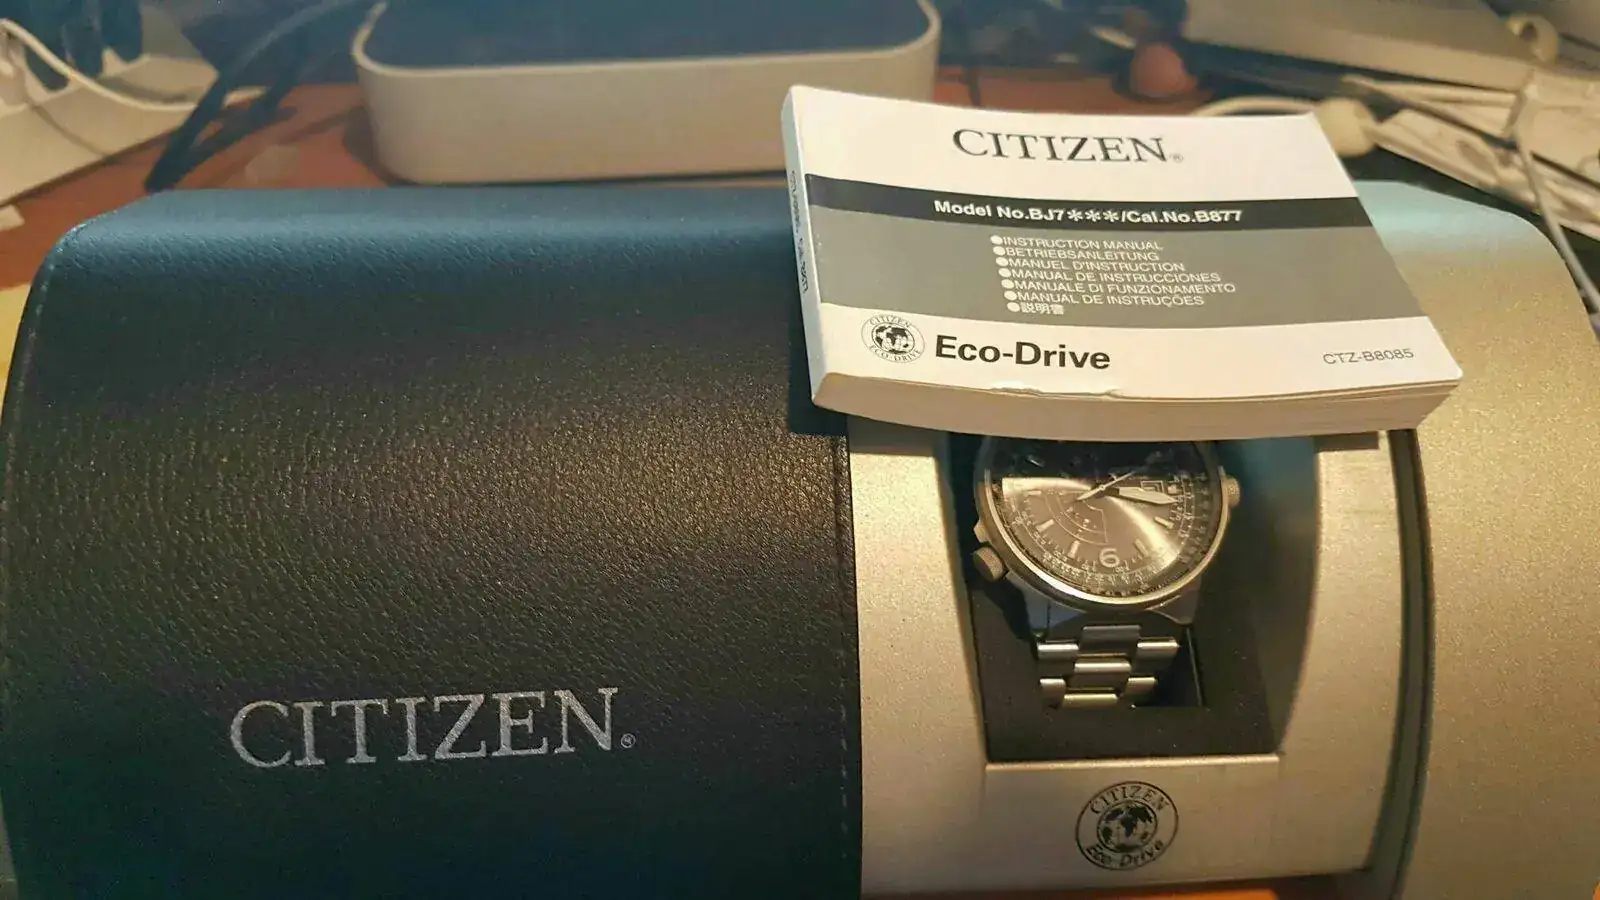 CITIZEN®
Model No.BJ7✻✻✻/Cal.No.B877
●INSTRUCTION MANUAL
●BETRIEBSANLEITUNG
●MANUEL D'INSTRUCTION
●MANUAL DE INSTRUCCIONES
●MANUALE DI FUNZIONAMENTO
●MANUAL DE INSTRUÇÕES
●説明書
CITIZEN
ECO-DRIVE
Eco-Drive
CTZ-B8085
6
CITIZEN®
CITIZEN
Eco-Drive